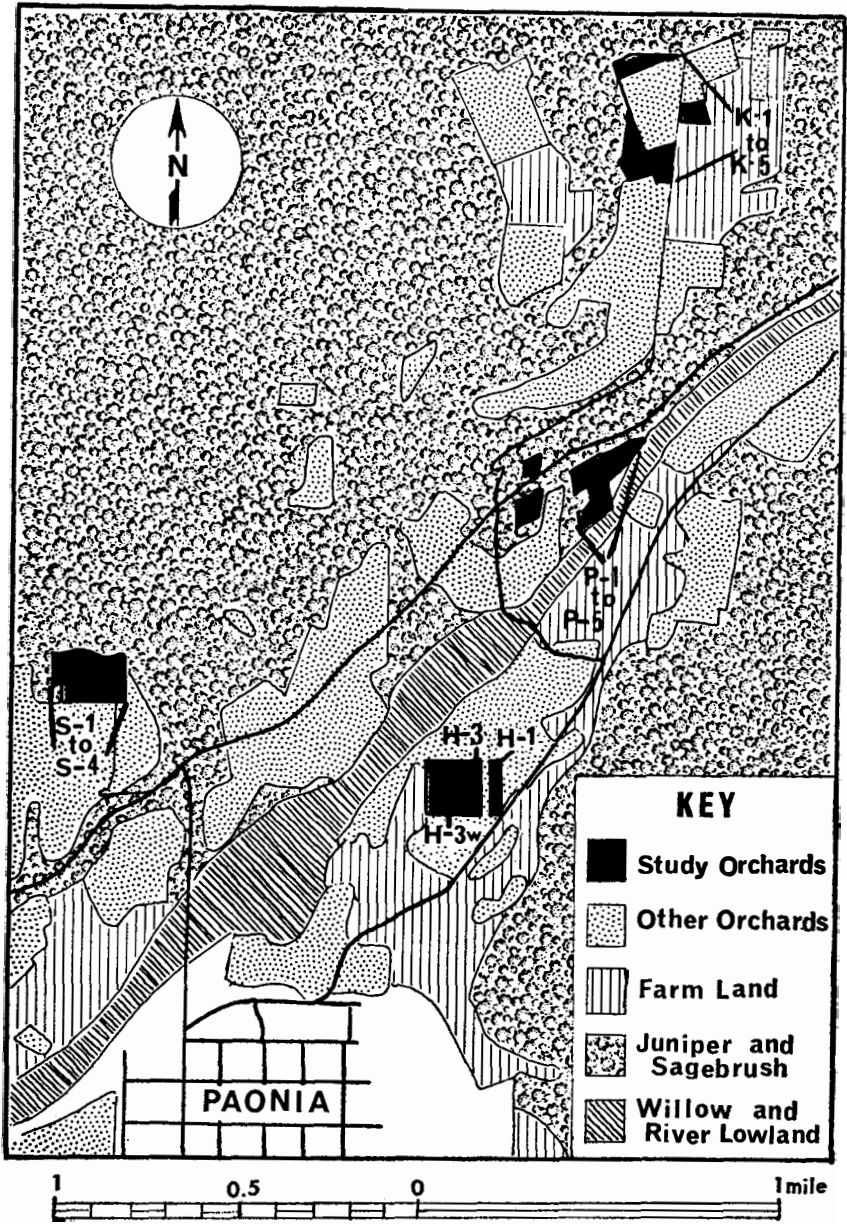 N
K-1
to
K-5
P-1
to
P-5
S-1
to
S-4
H-3 H-1
H-3w
PAONIA
KEY
Study Orchards
Other Orchards
Farm Land
Juniper and
Sagebrush
Willow and
River Lowland
1 0.5 0 1 mile